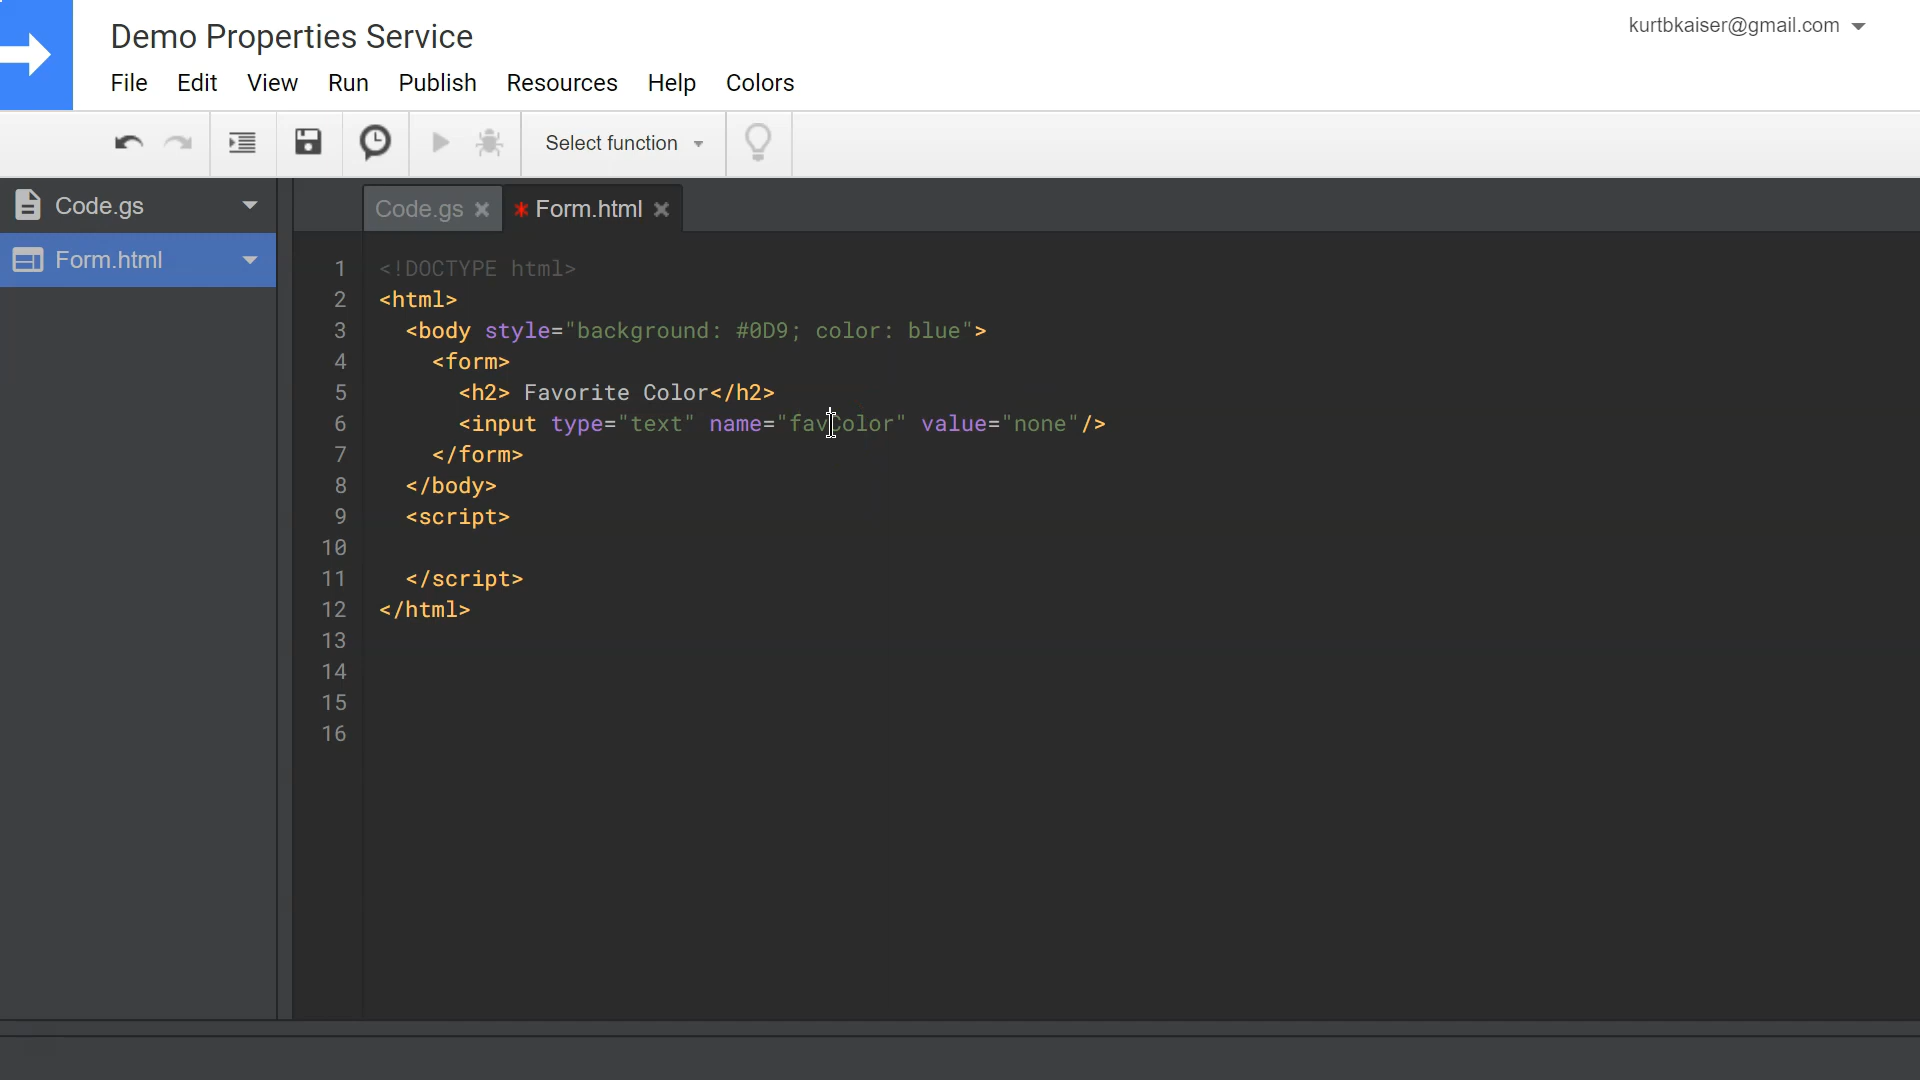 Demo Properties Service
kurtbkaiser@gmail.com
File Edit View Run Publish Resources Help Colors
Select function
Code.gs
Form.html
Code.gs * Form.html
1 <!DOCTYPE html>
2 <html>
3 <body style="background: #0D9; color: blue">
4 <form>
5 <h2> Favorite Color</h2>
6 <input type="text" name="favColor" value="none"/>
7 </form>
8 </body>
9 <script>
10
11 </script>
12 </html>
13
14
15
16